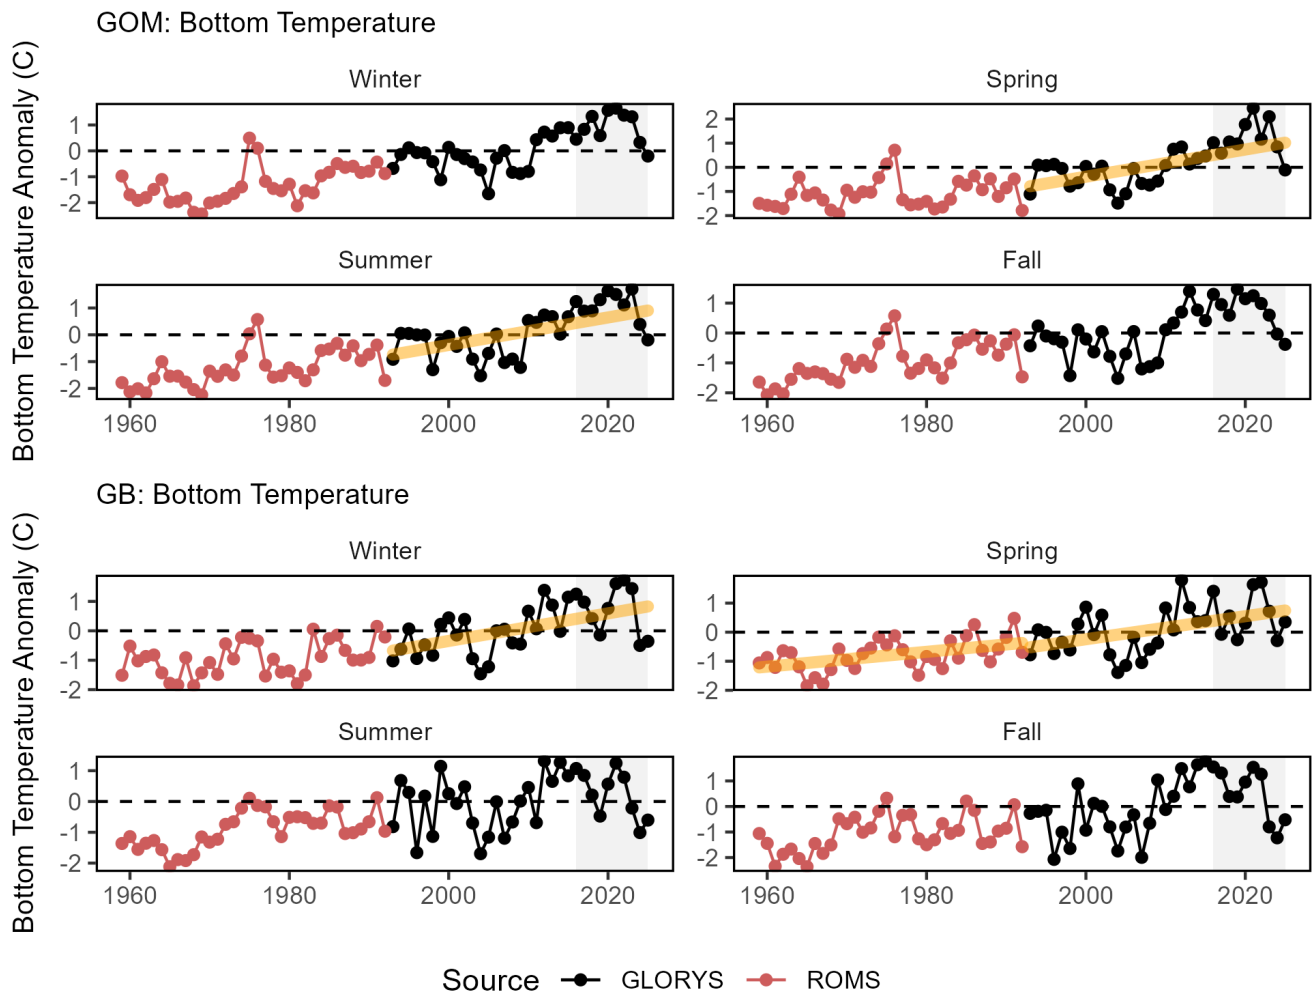 GOM: Bottom Temperature
Bottom Temperature Anomaly (C)
Winter
Spring
1
0
-1
-2
2
1
0
-1
-2
Summer
Fall
1
0
-1
-2
1
0
-1
-2
1960 1980 2000 2020
1960 1980 2000 2020
GB: Bottom Temperature
Bottom Temperature Anomaly (C)
Winter
Spring
1
0
-1
-2
1
0
-1
-2
Summer
Fall
1
0
-1
-2
1
0
-1
-2
1960 1980 2000 2020
1960 1980 2000 2020
Source GLORYS ROMS